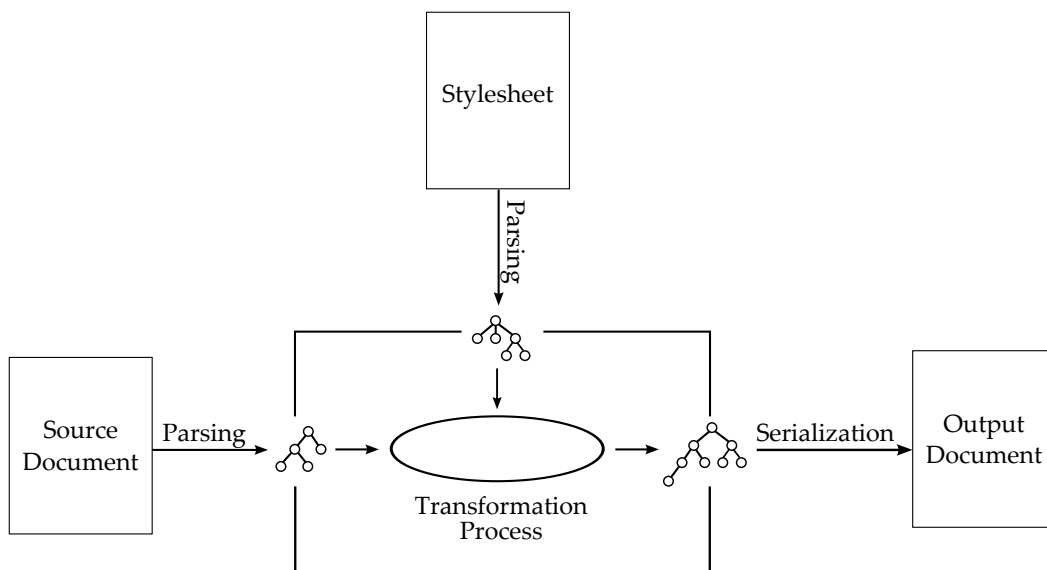 Stylesheet
Parsing
Source
Document
Parsing
Transformation
Process
Serialization
Output
Document